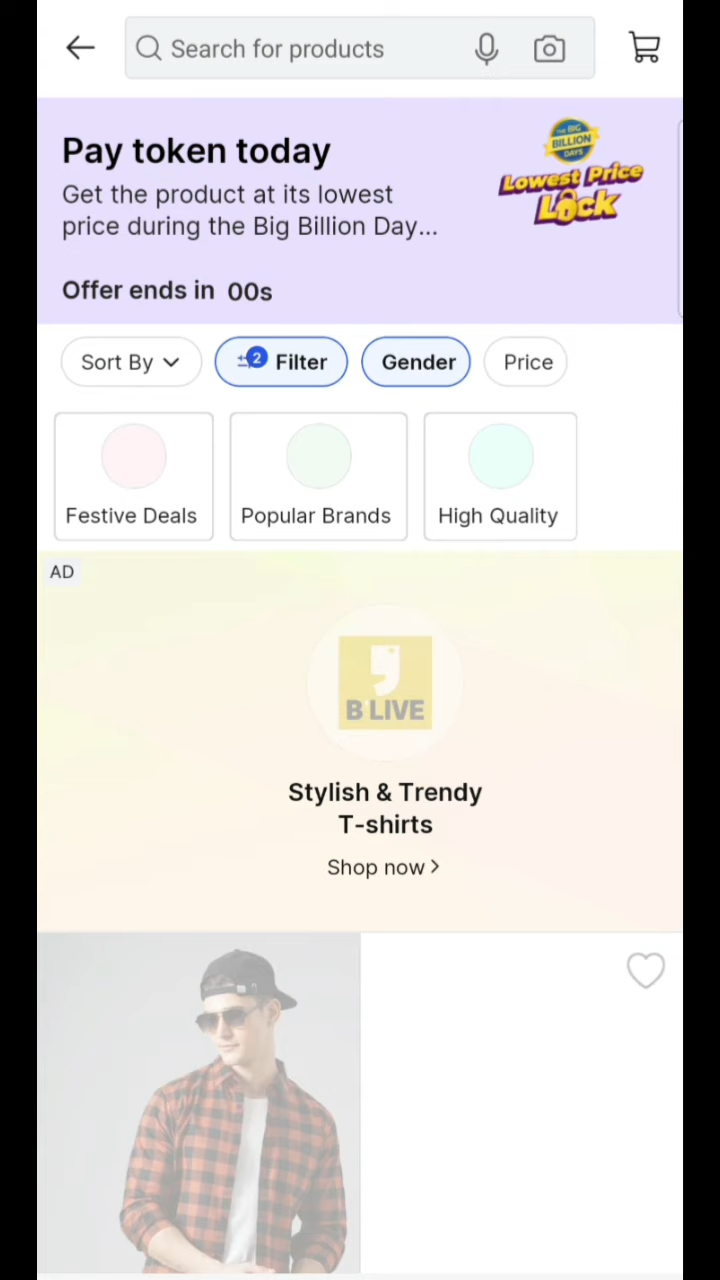 Search for products
Pay token today
THE BIG
BILLION
DAYS
Lowest Price
Lock
Get the product at its lowest
price during the Big Billion Day...
Offer ends in 00s
Sort By
2 Filter
Gender
Price
Festive Deals
Popular Brands
High Quality
AD
B LIVE
Stylish & Trendy
T-shirts
Shop now